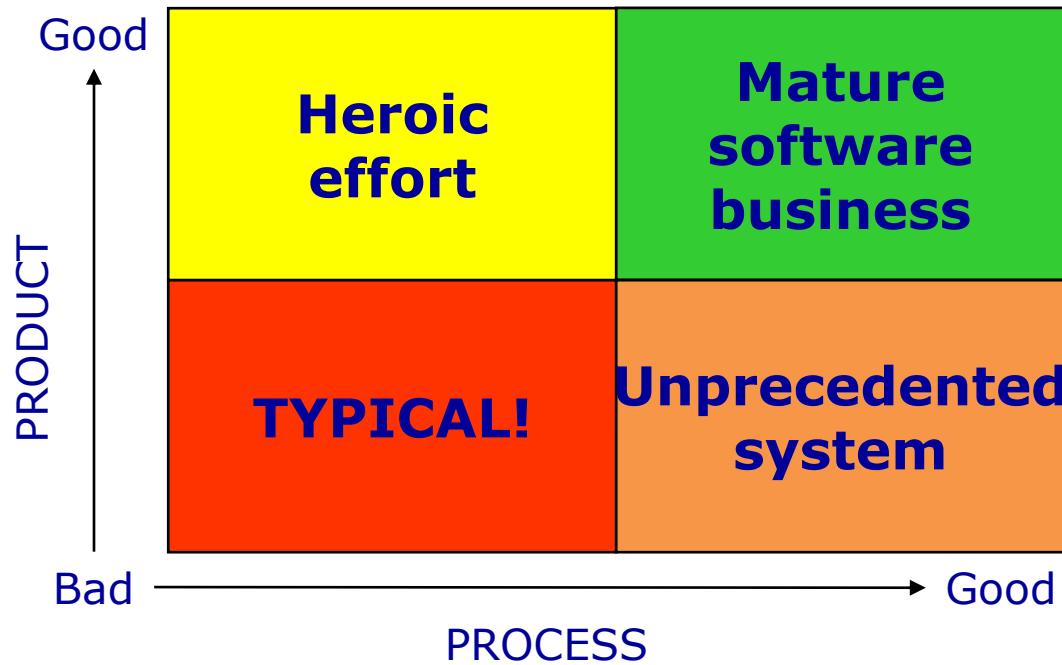 Good
Heroic
effort
Mature
software
business
PRODUCT
TYPICAL!
Unprecedented
system
Bad
Good
PROCESS